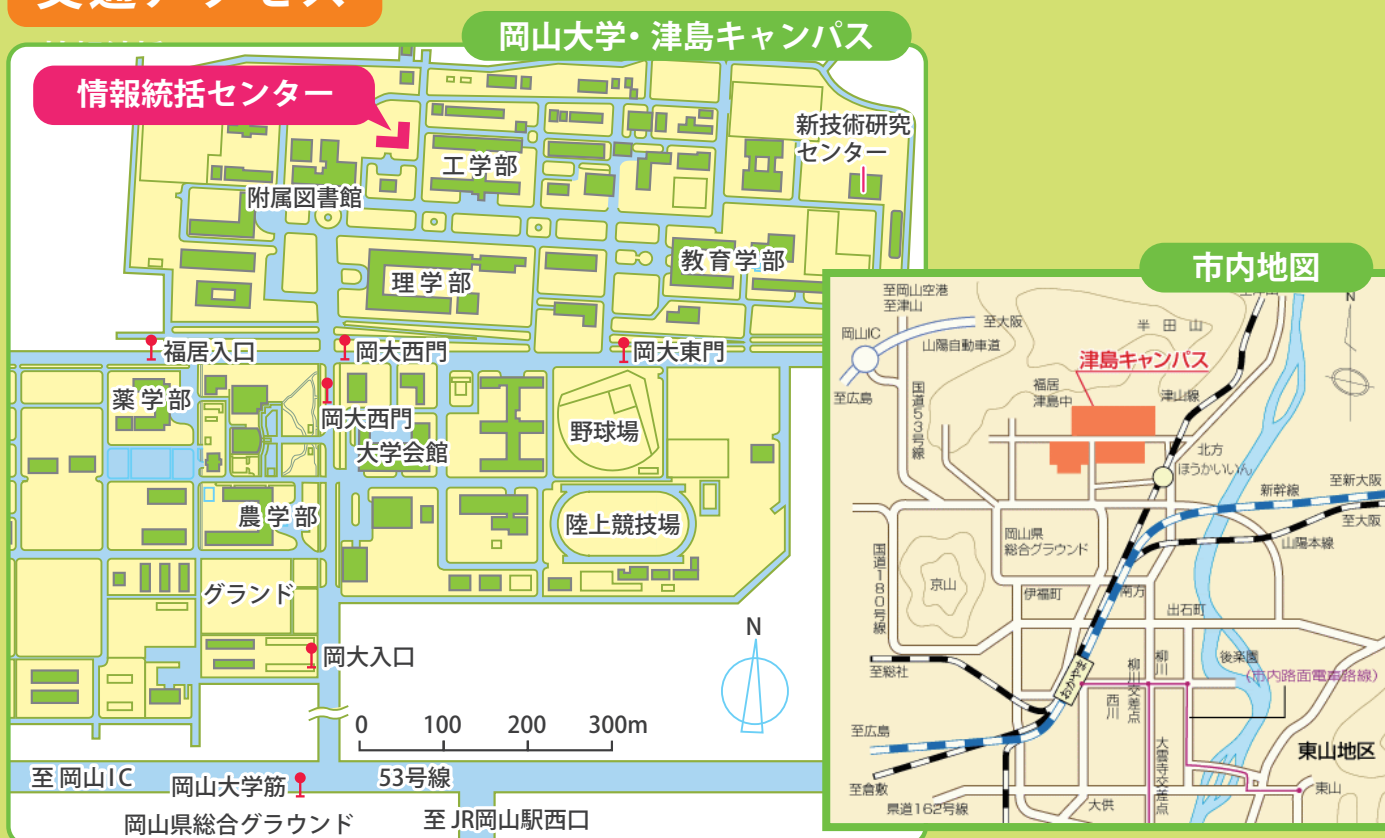 交通アクセス
岡山大学・津島キャンパス
情報統括センター
新技術研究
センター
工学部
附属図書館
教育学部
理学部
福居入口
岡大西門
岡大東門
薬学部
岡大西門
大学会館
野球場
農学部
陸上競技場
グランド
岡大入口
N
0 100 200 300m
至 岡山IC
岡山大学筋
53号線
岡山県総合グラウンド
至 JR岡山駅西口
市内地図
至岡山空港
至津山
岡山IC
至大阪
山陽自動車道
半田山
N
津島キャンパス
至広島
国道53号線
福居
津島中
津山線
北方
ほうかいいん
新幹線
至新大阪
至大阪
山陽本線
岡山県
総合グラウンド
国道180号線
京山
伊福町
南方
出石町
至総社
おかやま
柳川
柳川交差点
西川
後楽園
(市内路面電車路線)
至広島
大雲寺交差点
東山地区
至倉敷
県道162号線
大供
東山